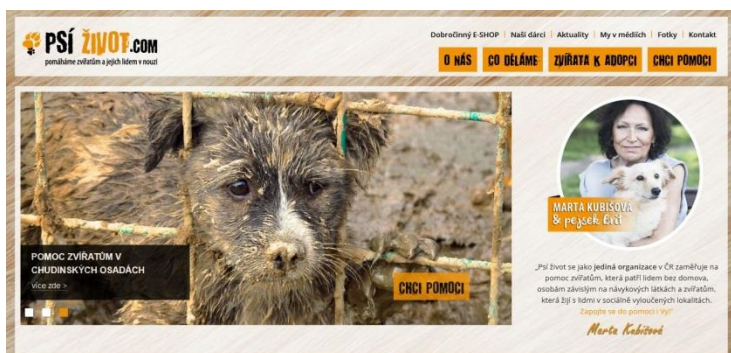 PSÍ ŽIVOT.COM
pomáháme zvířatům a jejich lidem v nouzi
Dobročinný E-SHOP | Naši dárci | Aktuality | My v médiích | Fotky | Kontakt
O NÁS CO DĚLÁME ZVÍŘATA K ADOPCI CHCI POMOCI
POMOC ZVÍŘATŮM V
CHUDINSKÝCH OSADÁCH
více zde >
CHCI POMOCI
MARTA KUBIŠOVÁ
& pejsek Erit
„Psí život se jako jediná organizace v ČR zaměřuje na
pomoc zvířatům, která patří lidem bez domova,
osobám závislým na návykových látkách a zvířatům,
která žijí s lidmi v sociálně vyloučených lokalitách.
Zapojte se do pomoci i Vy!"
Marta Kubišová